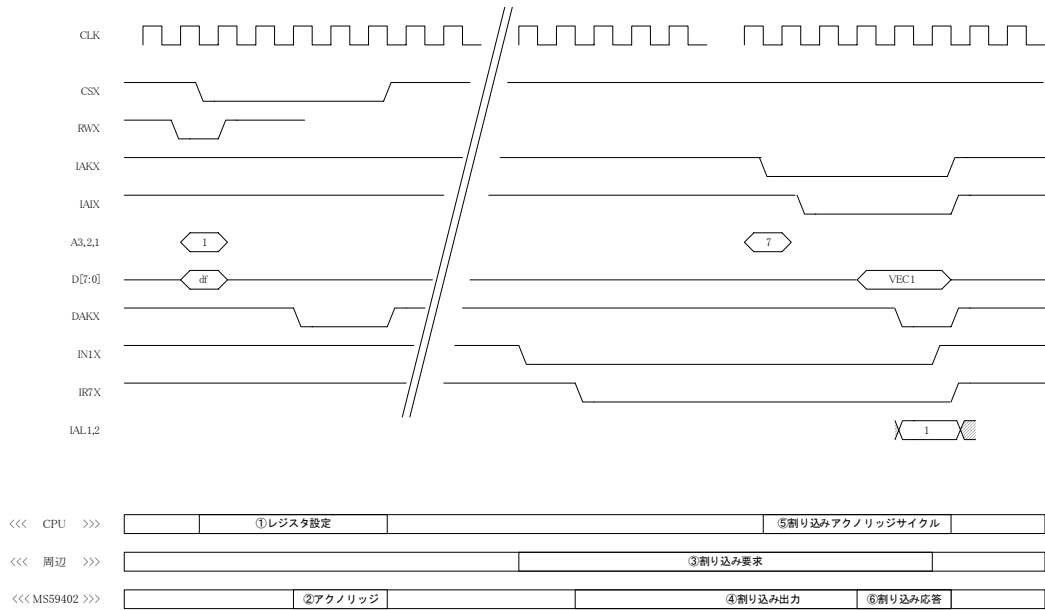 CLK
CSX
RWX
IAKX
IAIX
A3,2,1 1 7
D[7:0] df VEC1
DAKX
IN1X
IR7X
IAL1,2 1
<<< CPU >>> ①レジスタ設定 ⑤割り込みアクノリッジサイクル
<<< 周辺 >>> ③割り込み要求
<<< MS59402 >>> ②アクノリッジ ④割り込み出力 ⑥割り込み応答